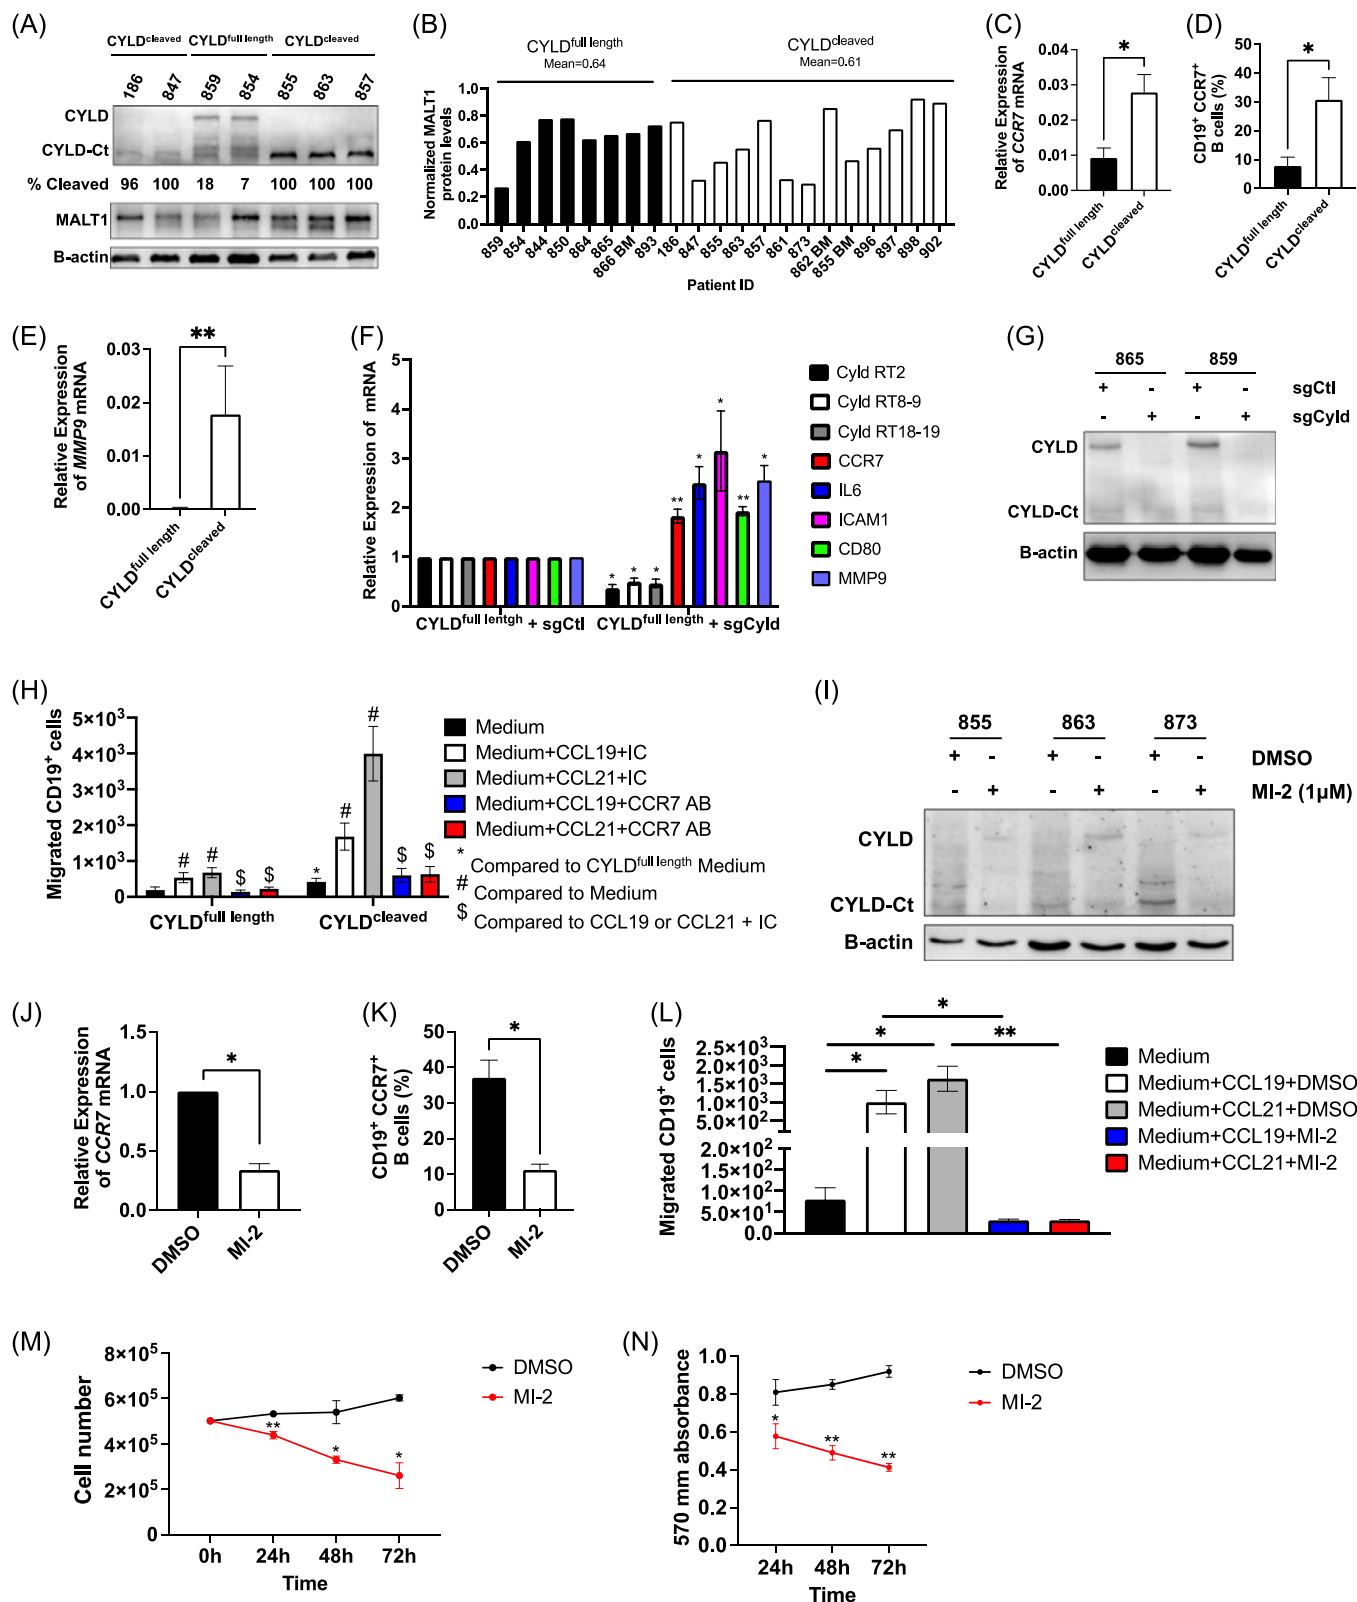 (A)
CYLDcleaved CYLDfull length CYLDcleaved
186 847 859 854 855 863 857
CYLD
CYLD-Ct
% Cleaved 96 100 18 7 100 100 100
MALT1
B-actin
(B)
CYLDfull length
Mean=0.64
CYLDcleaved
Mean=0.61
Normalized MALT1
protein levels
1.0
0.8
0.6
0.4
0.2
0.0
859 854 844 850 864 865 866 BM 893 186 847 855 863 857 861 873 862 BM 855 BM 896 897 898 902
Patient ID
(C)
Relative Expression
of CCR7 mRNA
0.04
0.03
0.02
0.01
0.00
*
CYLDfull length CYLDcleaved
(D)
CD19+ CCR7+
B cells (%)
50
40
30
20
10
0
*
CYLDfull length CYLDcleaved
(E)
Relative Expression
of MMP9 mRNA
0.03
0.02
0.01
0.00
**
CYLDfull length CYLDcleaved
(F)
Relative Expression of mRNA
5
4
3
2
1
0
* * * ** * * ** *
CYLDfull lentgh + sgCtl CYLDfull length + sgCyld
Cyld RT2
Cyld RT8-9
Cyld RT18-19
CCR7
IL6
ICAM1
CD80
MMP9
(G)
865 859
+ - + - sgCtl
- + - + sgCyld
CYLD
CYLD-Ct
B-actin
(H)
Migrated CD19+ cells
5×103
4×103
3×103
2×103
1×103
0
# # $ $ * # # $ $
CYLDfull length CYLDcleaved
Medium
Medium+CCL19+IC
Medium+CCL21+IC
Medium+CCL19+CCR7 AB
Medium+CCL21+CCR7 AB
* Compared to CYLDfull length Medium
# Compared to Medium
$ Compared to CCL19 or CCL21 + IC
(I)
855 863 873
+ - + - + - DMSO
- + - + - + MI-2 (1µM)
CYLD
CYLD-Ct
B-actin
(J)
Relative Expression
of CCR7 mRNA
1.5
1.0
0.5
0.0
*
DMSO MI-2
(K)
CD19+ CCR7+
B cells (%)
50
40
30
20
10
0
*
DMSO MI-2
(L)
Migrated CD19+ cells
2.5×103
2.0×103
1.5×103
1.0×103
5.0×102
2.0×102
1.5×102
1.0×102
5.0×101
0.0
*
* **
*
Medium
Medium+CCL19+DMSO
Medium+CCL21+DMSO
Medium+CCL19+MI-2
Medium+CCL21+MI-2
(M)
Cell number
8×105
6×105
4×105
2×105
0
** * *
0h 24h 48h 72h
Time
DMSO
MI-2
(N)
570 mm absorbance
1.0
0.8
0.6
0.4
0.2
0.0
* ** **
24h 48h 72h
Time
DMSO
MI-2